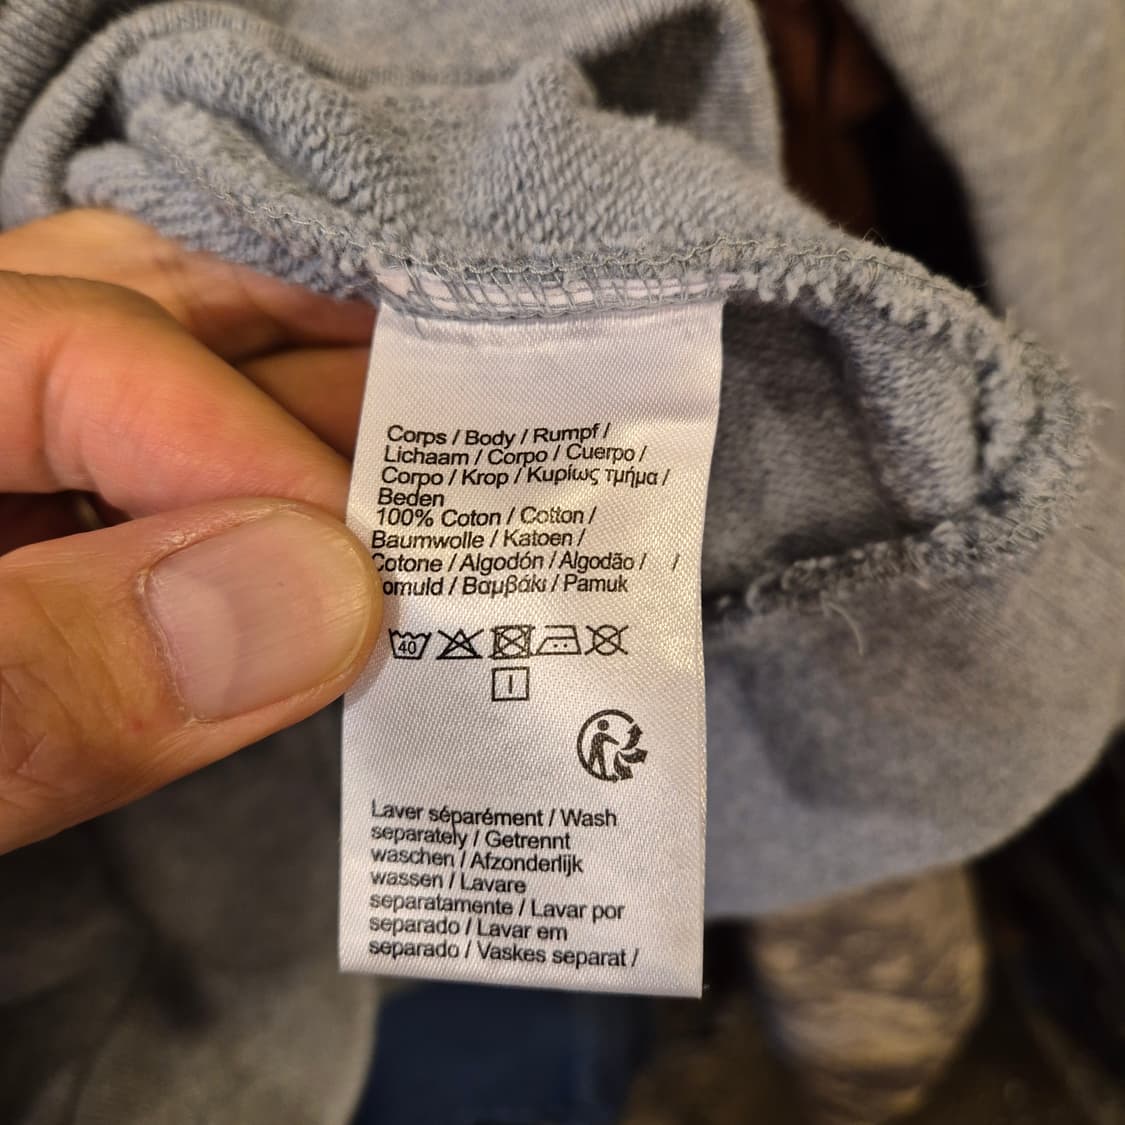 Corps / Body / Rumpf /
Lichaam / Corpo / Cuerpo /
Corpo / Krop / Κυρίως τμήμα /
Beden
100% Coton / Cotton /
Baumwolle / Katoen /
Cotone / Algodón / Algodão / /
omuld / Βαμβάκι / Pamuk
40
Laver séparément / Wash
separately / Getrennt
waschen / Afzonderlijk
wassen / Lavare
separatamente / Lavar por
separado / Lavar em
separado / Vaskes separat /